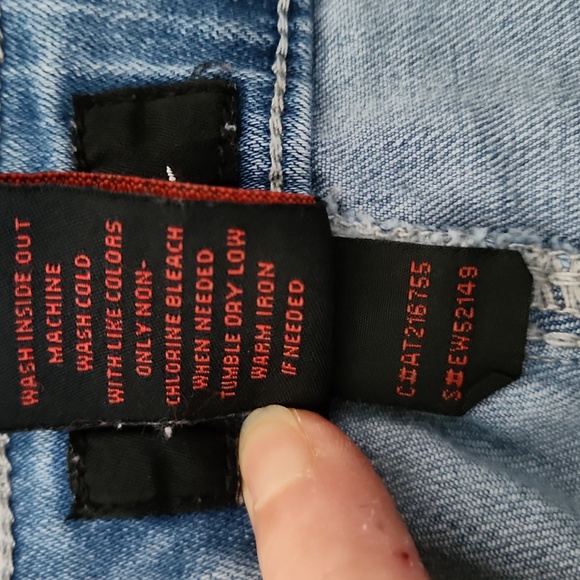 WASH INSIDE OUT
MACHINE
WASH COLD
WITH LIKE COLORS
ONLY NON-
CHLORINE BLEACH
WHEN NEEDED
TUMBLE DRY LOW
WARM IRON
IF NEEDED
C#AT216755
S#EW52149